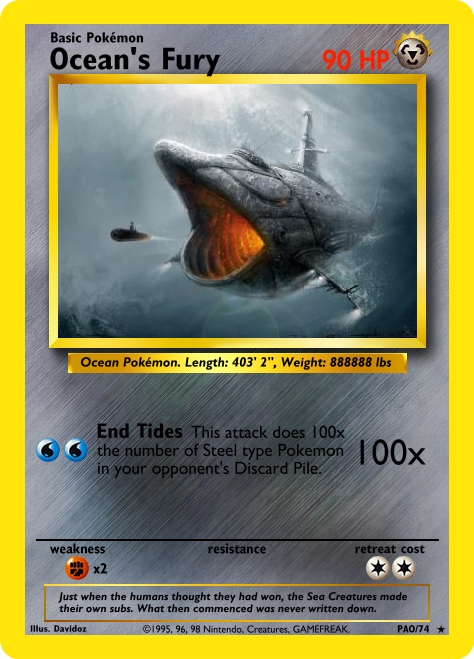 Basic Pokémon
Ocean's Fury 90 HP
Ocean Pokémon. Length: 403' 2", Weight: 888888 lbs
End Tides This attack does 100x
the number of Steel type Pokemon
in your opponent's Discard Pile.
100x
weakness resistance retreat cost
x2
Just when the humans thought they had won, the Sea Creatures made
their own subs. What then commenced was never written down.
Illus. Davidoz ©1995, 96, 98 Nintendo, Creatures, GAMEFREAK. PAO/74 ★